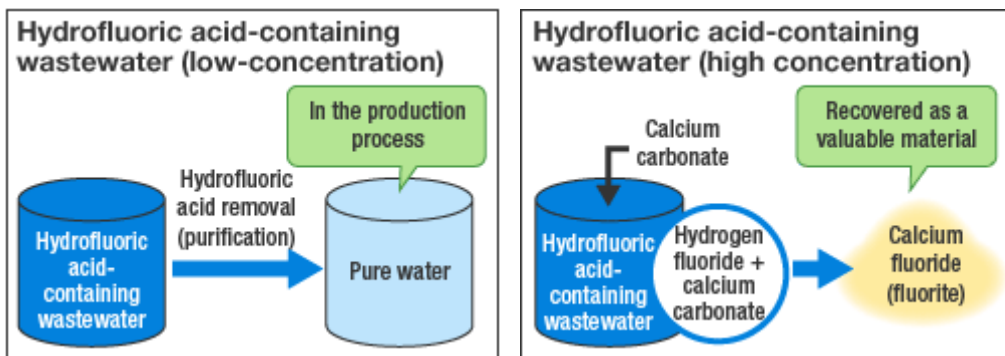 Hydrofluoric acid-containing
wastewater (low-concentration)
In the production
process
Hydrofluoric
acid removal
(purification)
Hydrofluoric
acid-
containing
wastewater
Pure water
Hydrofluoric acid-containing
wastewater (high concentration)
Calcium
carbonate
Recovered as a
valuable material
Hydrofluoric
acid-
containing
wastewater
Hydrogen
fluoride +
calcium
carbonate
Calcium
fluoride
(fluorite)